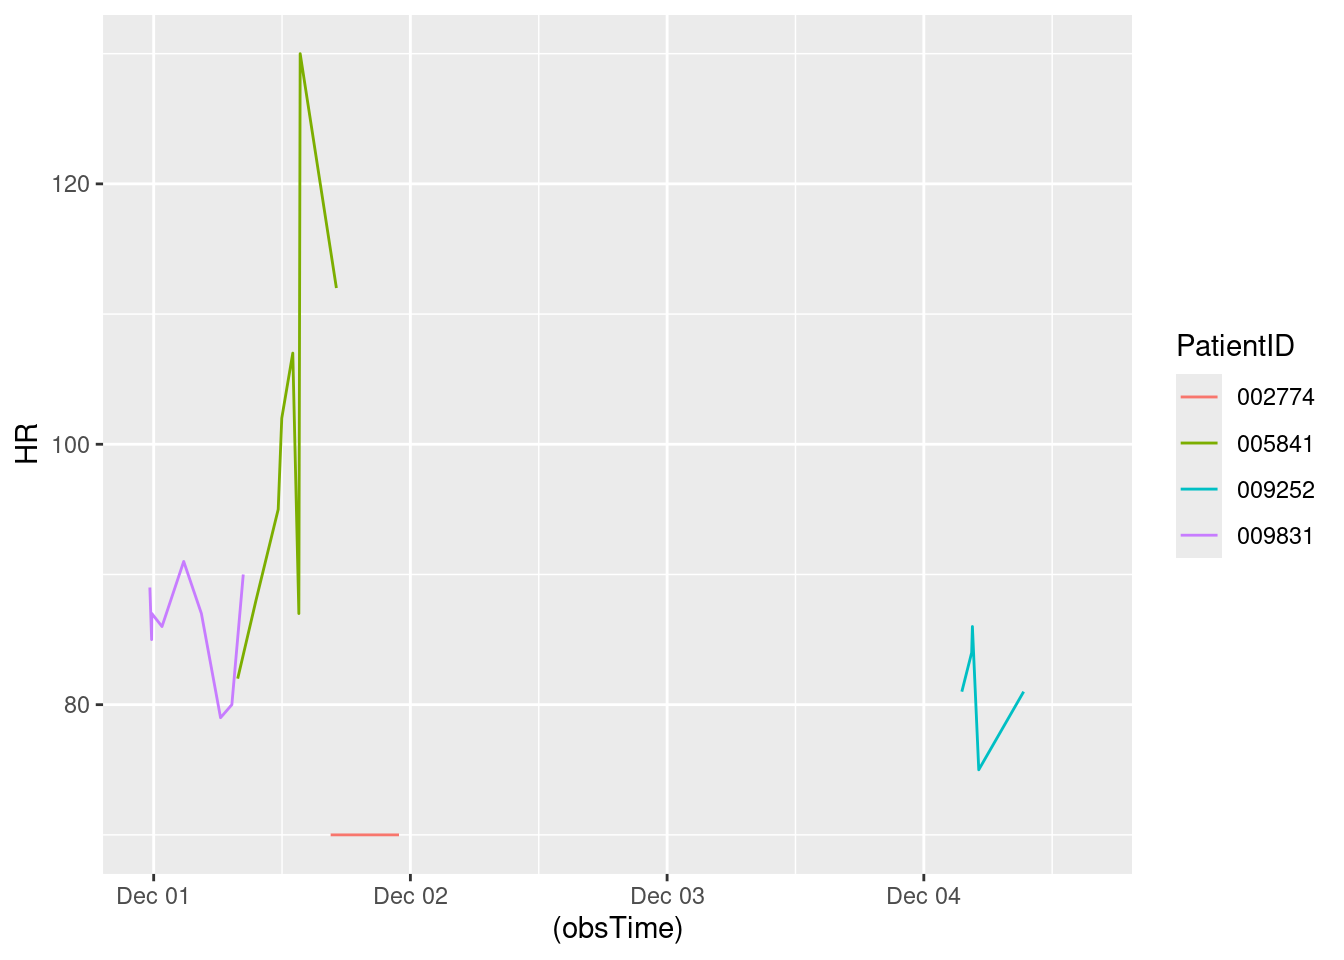 120
100
80
HR
Dec 01
Dec 02
Dec 03
Dec 04
(obsTime)
PatientID
002774
005841
009252
009831